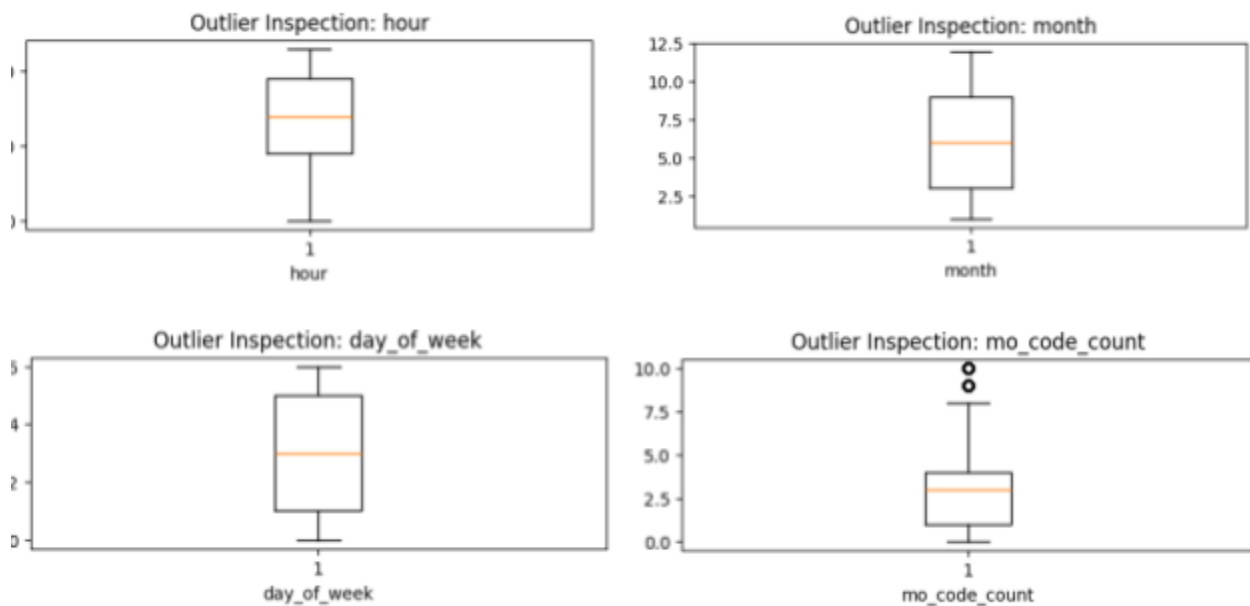 Outlier Inspection: hour
1
hour
Outlier Inspection: month
12.5
10.0
7.5
5.0
2.5
1
month
Outlier Inspection: day_of_week
4
2
0
1
day_of_week
Outlier Inspection: mo_code_count
10.0
7.5
5.0
2.5
0.0
1
mo_code_count